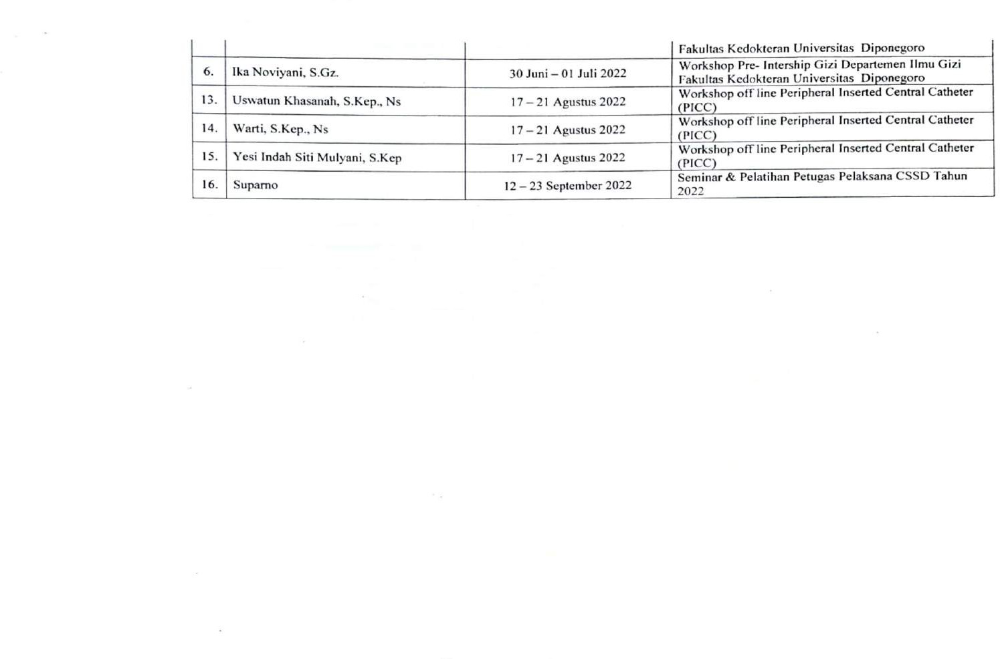 Fakultas Kedokteran Universitas Diponegoro
6. Ika Noviyani, S.Gz. 30 Juni – 01 Juli 2022 Workshop Pre- Intership Gizi Departemen Ilmu Gizi
Fakultas Kedokteran Universitas Diponegoro
13. Uswatun Khasanah, S.Kep., Ns 17 – 21 Agustus 2022 Workshop off line Peripheral Inserted Central Catheter
(PICC)
14. Warti, S.Kep., Ns 17 – 21 Agustus 2022 Workshop off line Peripheral Inserted Central Catheter
(PICC)
15. Yesi Indah Siti Mulyani, S.Kep 17 – 21 Agustus 2022 Workshop off line Peripheral Inserted Central Catheter
(PICC)
16. Suparno 12 – 23 September 2022 Seminar & Pelatihan Petugas Pelaksana CSSD Tahun
2022